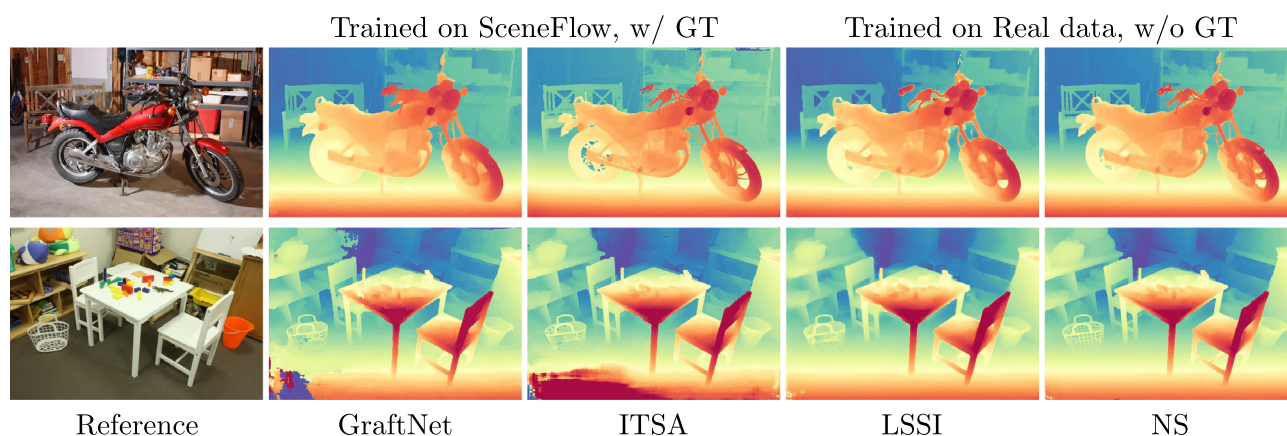 Trained on SceneFlow, w/ GT
Trained on Real data, w/o GT
Reference
GraftNet
ITSA
LSSI
NS